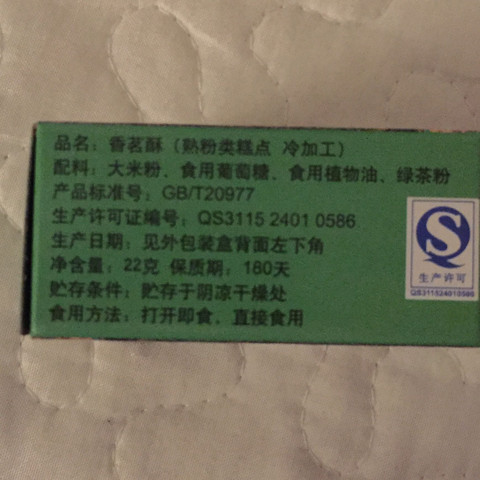 品名：香茗酥（熟粉类糕点 冷加工）
配料：大米粉、食用葡萄糖、食用植物油、绿茶粉
产品标准号：GB/T20977
生产许可证编号：QS3115 2401 0586
生产日期：见外包装盒背面左下角
净含量：22克 保质期：180天
贮存条件：贮存于阴凉干燥处
食用方法：打开即食，直接食用
生产许可
QS311524010586